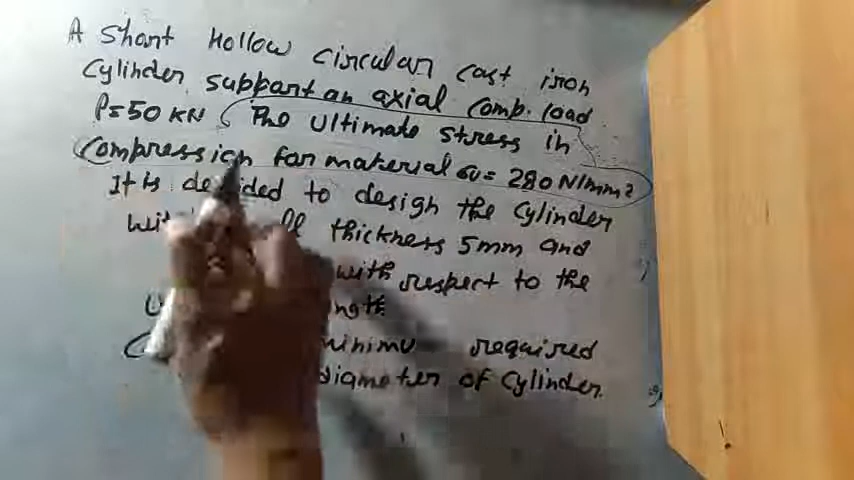 A Short Hollow circular cast iron
Cylinder support an axial comp. load
P=50 KN The Ultimate stress in
Compression for material σu = 280 N/mm2
It is decided to design the Cylinder
thickness 5mm and
with respect to the
required
diameter of Cylinder.